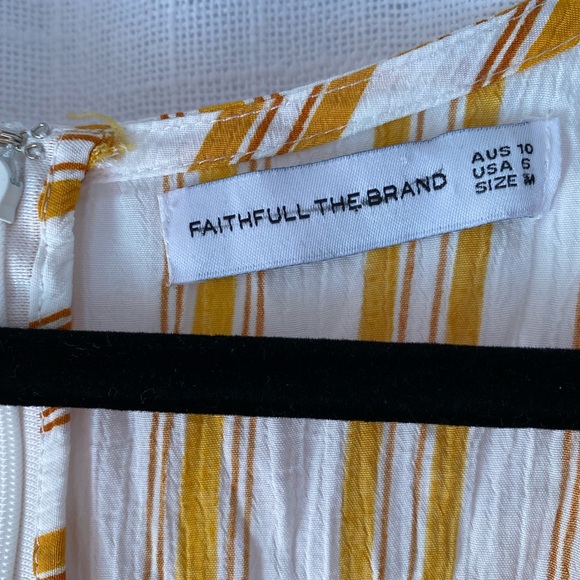 FAITHFULL THE BRAND
AUS 10
USA 6
SIZE M